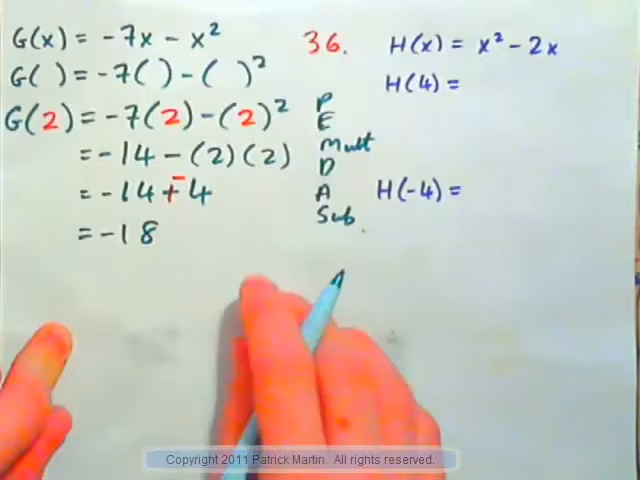 G(x) = -7x - x²
G( ) = -7( ) - ( )²
G(2) = -7(2) - (2)²
= -14 - (2)(2)
= -14 + -4
= -18
P
E
Mult
D
A
Sub.
36. H(x) = x² - 2x
H(4) =
H(-4) =
Copyright 2011 Patrick Martin. All rights reserved.